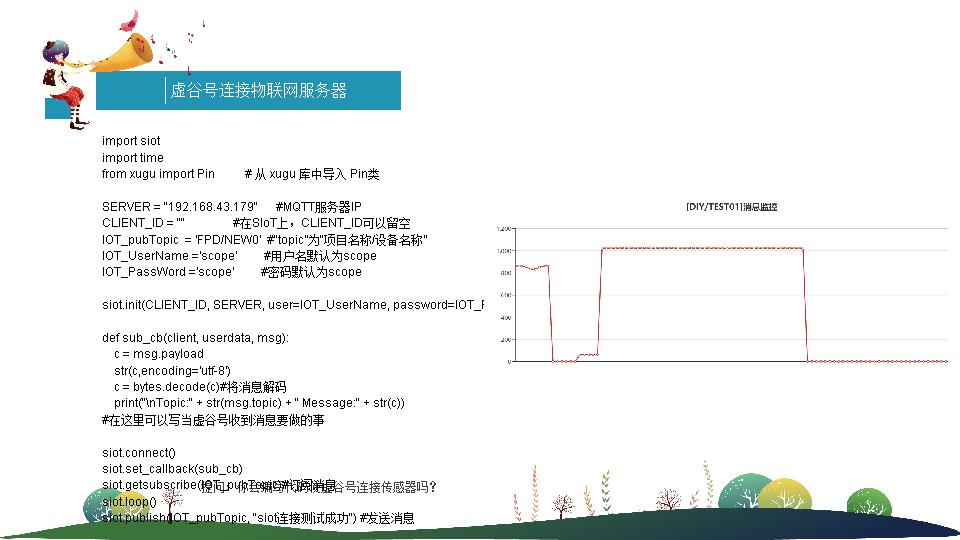 虚谷号连接物联网服务器
import siot
import time
from xugu import Pin # 从 xugu 库中导入 Pin类
SERVER = "192.168.43.179" #MQTT服务器IP
CLIENT_ID = "" #在SIoT上，CLIENT_ID可以留空
IOT_pubTopic = 'FPD/NEW0' #"topic"为"项目名称/设备名称"
IOT_UserName ='scope' #用户名默认为scope
IOT_PassWord ='scope' #密码默认为scope
siot.init(CLIENT_ID, SERVER, user=IOT_UserName, password=IOT_P
def sub_cb(client, userdata, msg):
c = msg.payload
str(c,encoding='utf-8')
c = bytes.decode(c)#将消息解码
print("\nTopic:" + str(msg.topic) + " Message:" + str(c))
#在这里可以写当虚谷号收到消息要做的事
siot.connect()
siot.set_callback(sub_cb)
siot.getsubscribe(IOT_pubTopic) #订阅消息
虚谷号连接传感器吗？
siot.loop()
siot.publish(IOT_pubTopic, "siot连接测试成功") #发送消息
[DIY/TEST01]消息监控
1,200
1,000
800
600
400
200
0